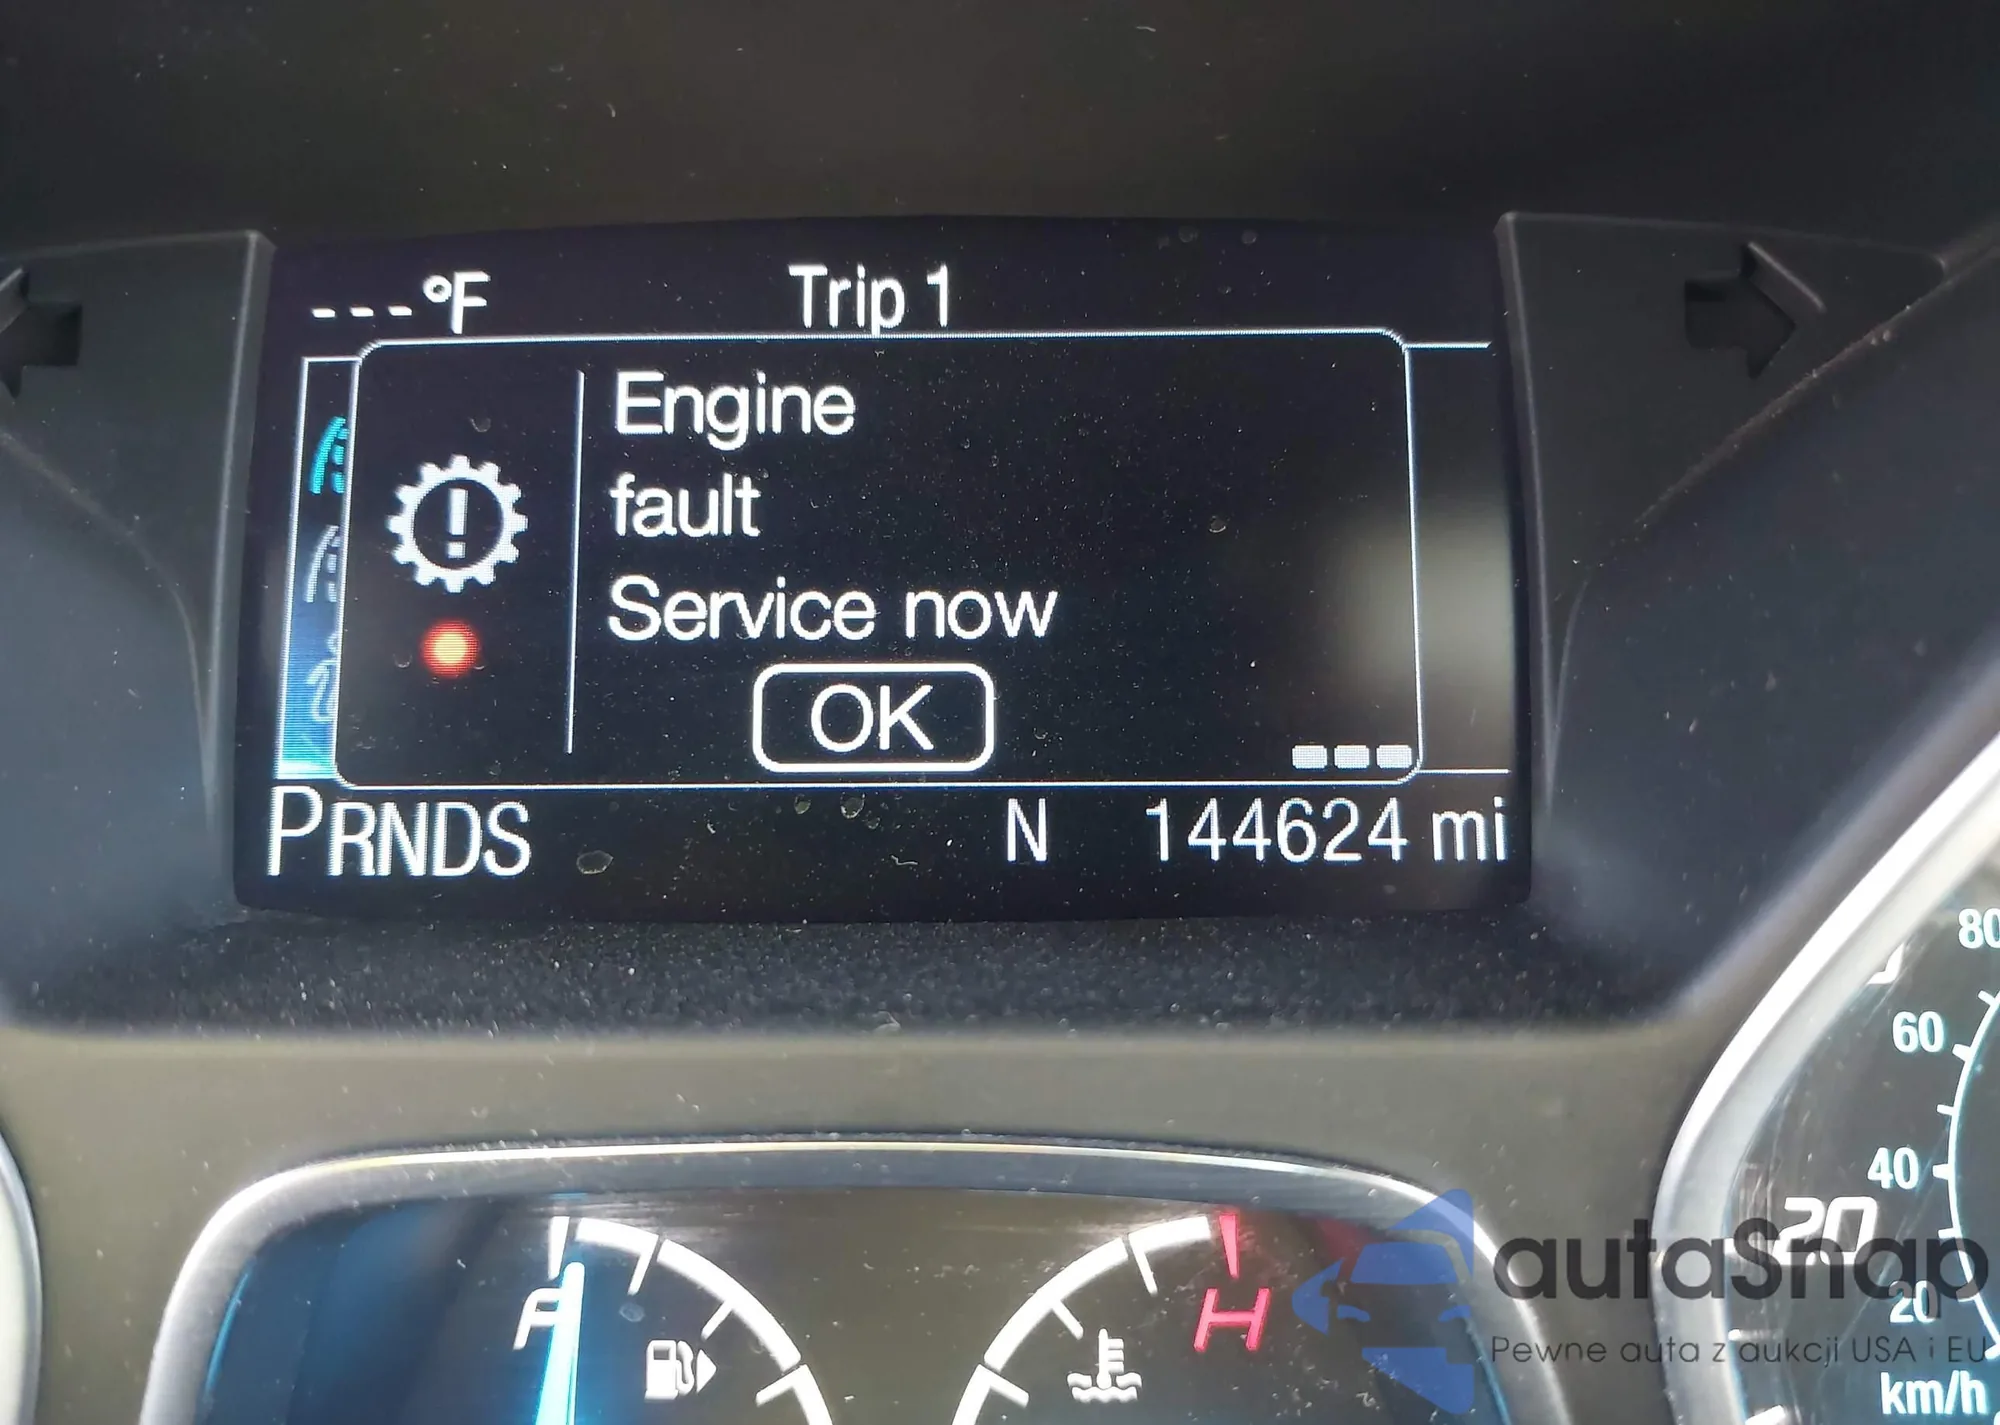 ---°F Trip 1
Engine
fault
Service now
OK
PRNDS N 144624 mi
80
60
40
20
20
km/h
F
H
autaSnap
Pewne auta z aukcji USA i EU